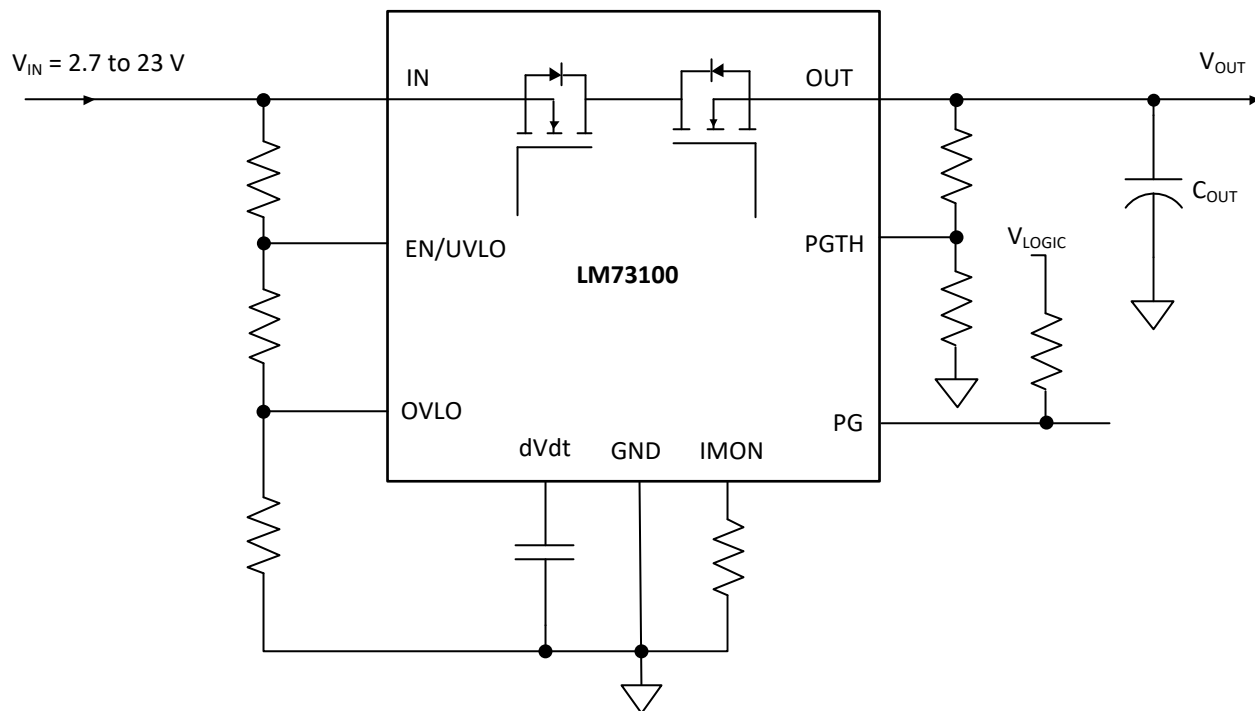 V_IN = 2.7 to 23 V
IN
OUT
V_OUT
C_OUT
EN/UVLO
PGTH
V_LOGIC
LM73100
OVLO
PG
dVdt
GND
IMON